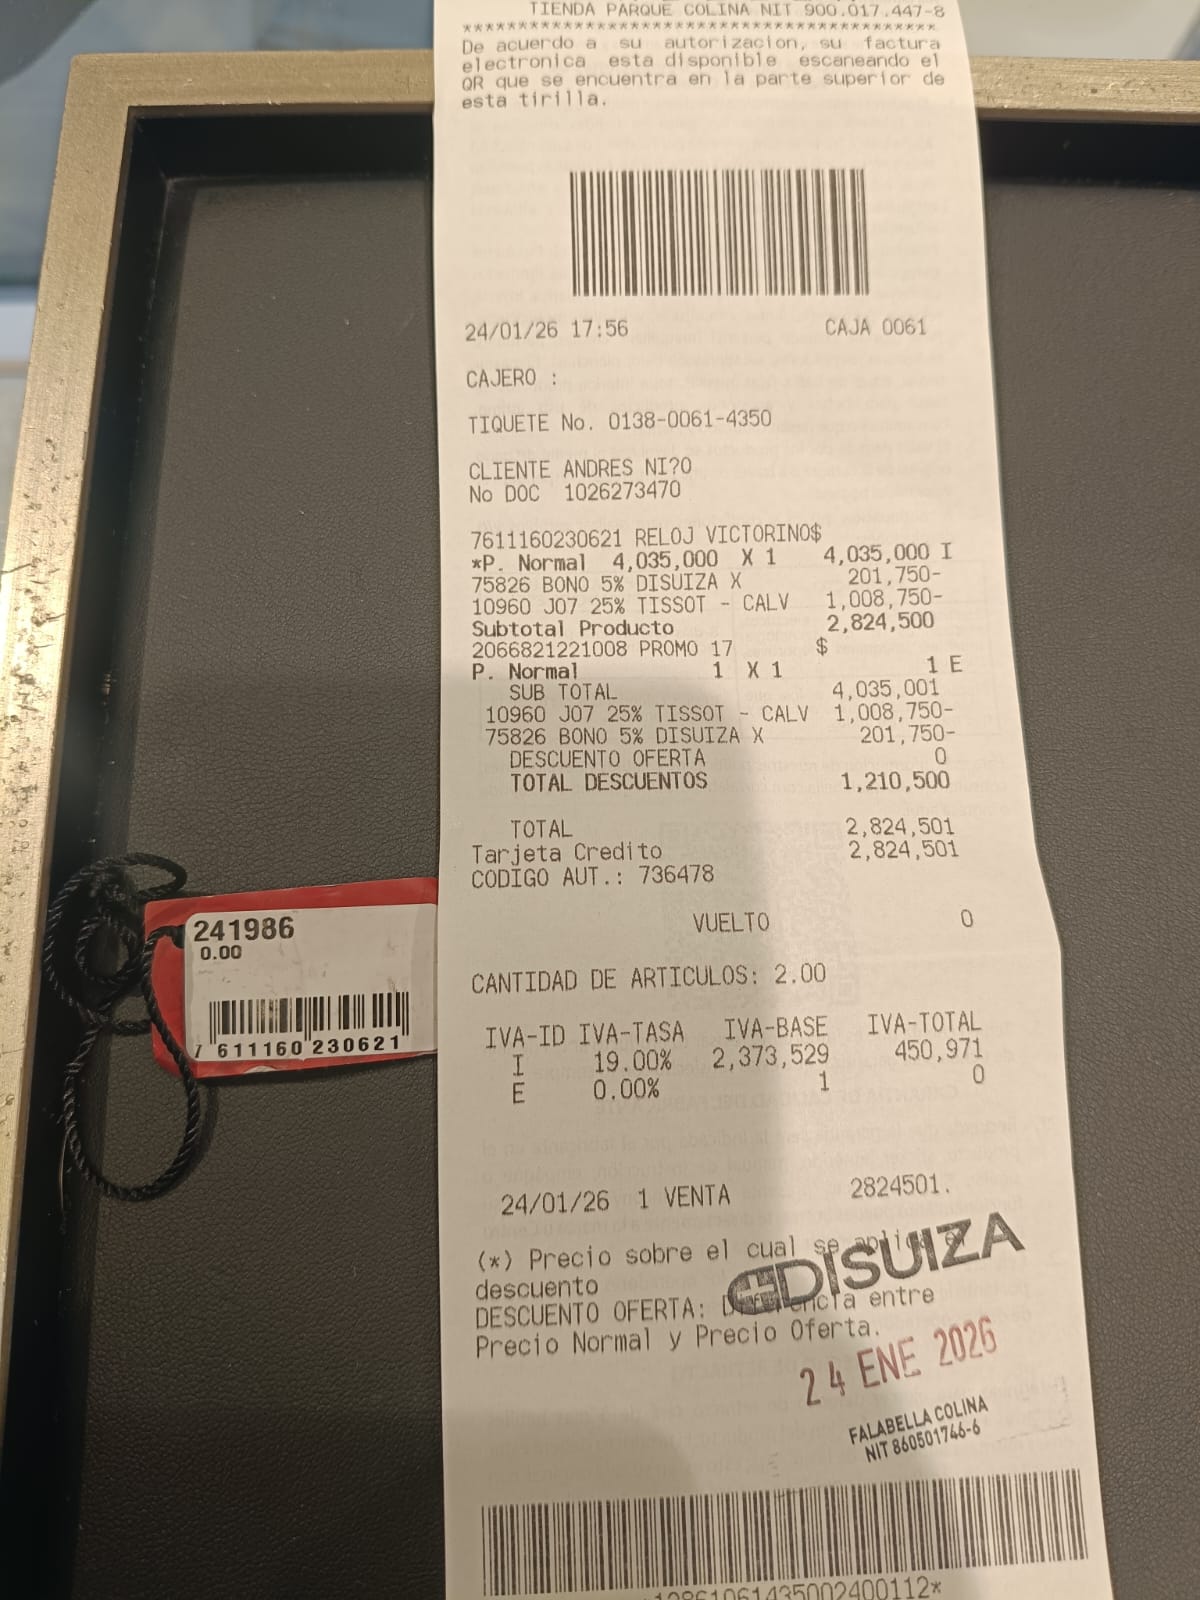 TIENDA PARQUE COLINA NIT 900.017.447-8
****************************************
De acuerdo a su autorizacion, su factura
electronica esta disponible escaneando el
QR que se encuentra en la parte superior de
esta tirilla.
24/01/26 17:56 CAJA 0061
CAJERO :
TIQUETE No. 0138-0061-4350
CLIENTE ANDRES NI?O
No DOC 1026273470
7611160230621 RELOJ VICTORINO$
*P. Normal 4,035,000 X 1 4,035,000 I
75826 BONO 5% DISUIZA X 201,750-
10960 J07 25% TISSOT - CALV 1,008,750-
Subtotal Producto 2,824,500
2066821221008 PROMO 17 $
P. Normal 1 X 1 1 E
SUB TOTAL 4,035,001
10960 J07 25% TISSOT - CALV 1,008,750-
75826 BONO 5% DISUIZA X 201,750-
DESCUENTO OFERTA 0
TOTAL DESCUENTOS 1,210,500
TOTAL 2,824,501
Tarjeta Credito 2,824,501
CODIGO AUT.: 736478
VUELTO 0
CANTIDAD DE ARTICULOS: 2.00
IVA-ID IVA-TASA IVA-BASE IVA-TOTAL
I 19.00% 2,373,529 450,971
E 0.00% 1 0
24/01/26 1 VENTA 2824501.
(*) Precio sobre el cual se aplica el
descuento
DESCUENTO OFERTA: Diferencia entre
Precio Normal y Precio Oferta.
DISUIZA
24 ENE 2026
FALABELLA COLINA
NIT 860501746-6
241986
0.00
7 611160 230621